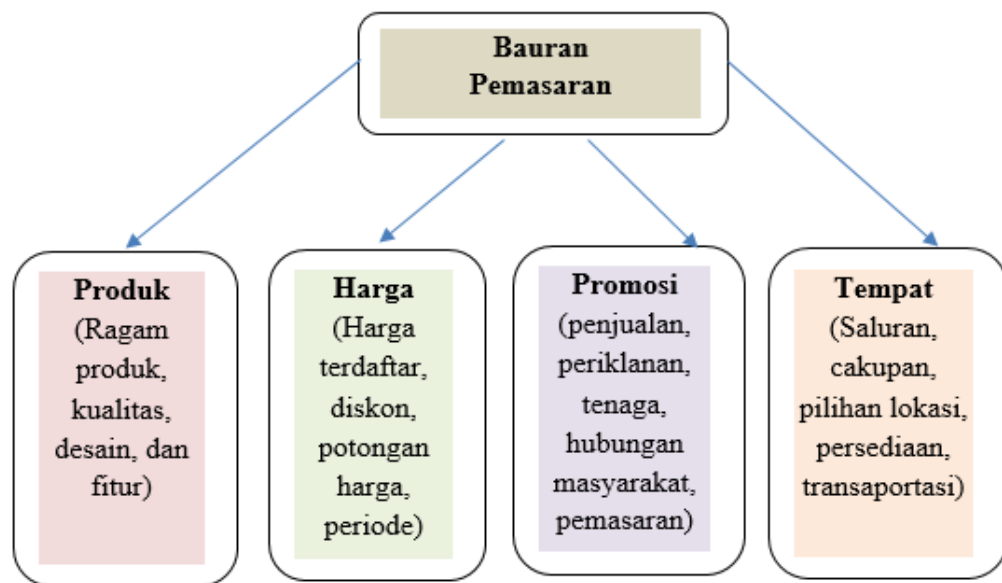 Bauran
Pemasaran
Produk
(Ragam
produk,
kualitas,
desain, dan
fitur)
Harga
(Harga
terdaftar,
diskon,
potongan
harga,
periode)
Promosi
(penjualan,
periklanan,
tenaga,
hubungan
masyarakat,
pemasaran)
Tempat
(Saluran,
cakupan,
pilihan lokasi,
persediaan,
transaportasi)